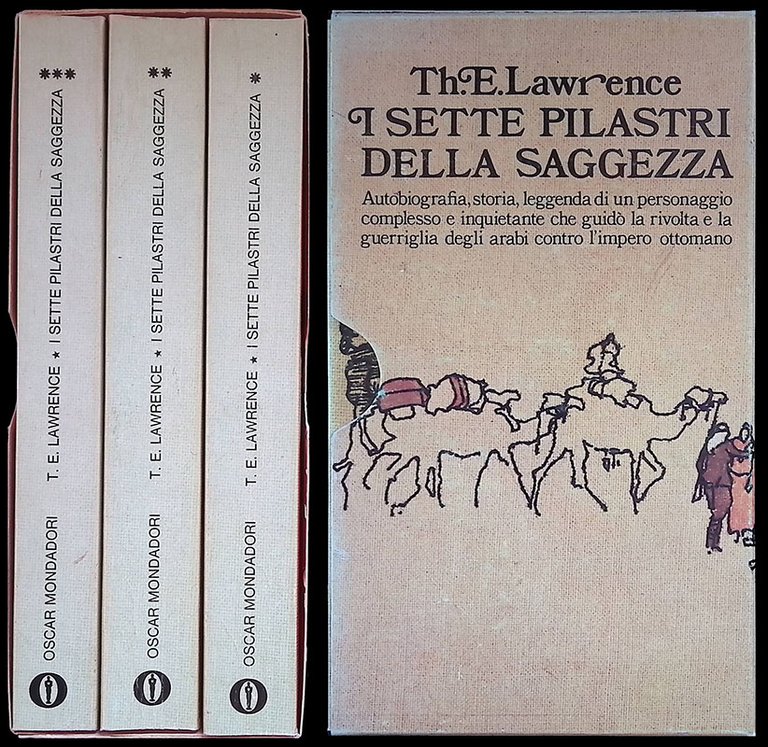 OSCAR MONDADORI T. E. LAWRENCE ★ I SETTE PILASTRI DELLA SAGGEZZA ***
OSCAR MONDADORI T. E. LAWRENCE ★ I SETTE PILASTRI DELLA SAGGEZZA **
OSCAR MONDADORI T. E. LAWRENCE ★ I SETTE PILASTRI DELLA SAGGEZZA *
Th.E.Lawrence
I SETTE PILASTRI
DELLA SAGGEZZA
Autobiografia, storia, leggenda di un personaggio
complesso e inquietante che guidò la rivolta e la
guerriglia degli arabi contro l'impero ottomano